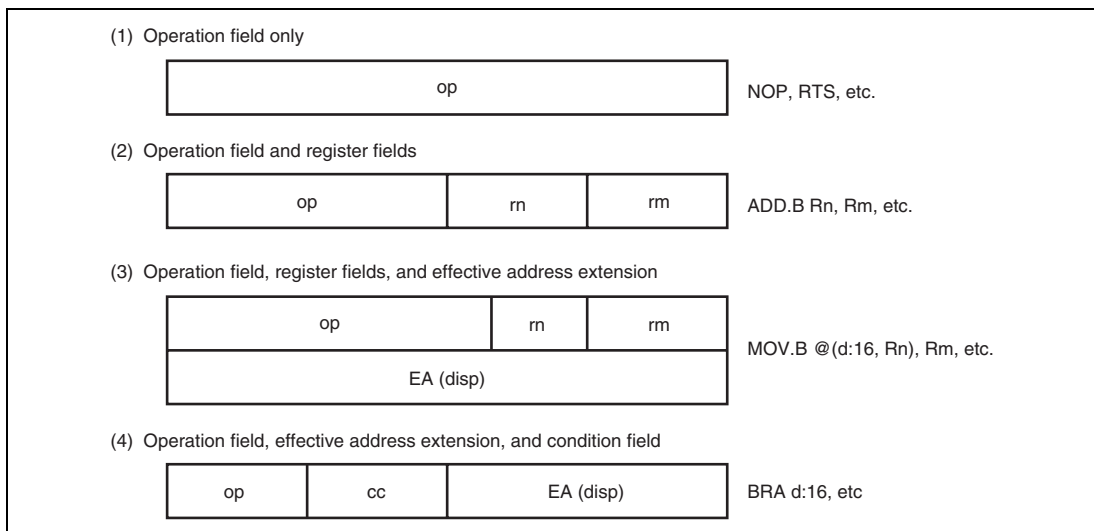 (1) Operation field only
op
NOP, RTS, etc.
(2) Operation field and register fields
op rn rm
ADD.B Rn, Rm, etc.
(3) Operation field, register fields, and effective address extension
op rn rm
MOV.B @(d:16, Rn), Rm, etc.
EA (disp)
(4) Operation field, effective address extension, and condition field
op cc EA (disp)
BRA d:16, etc